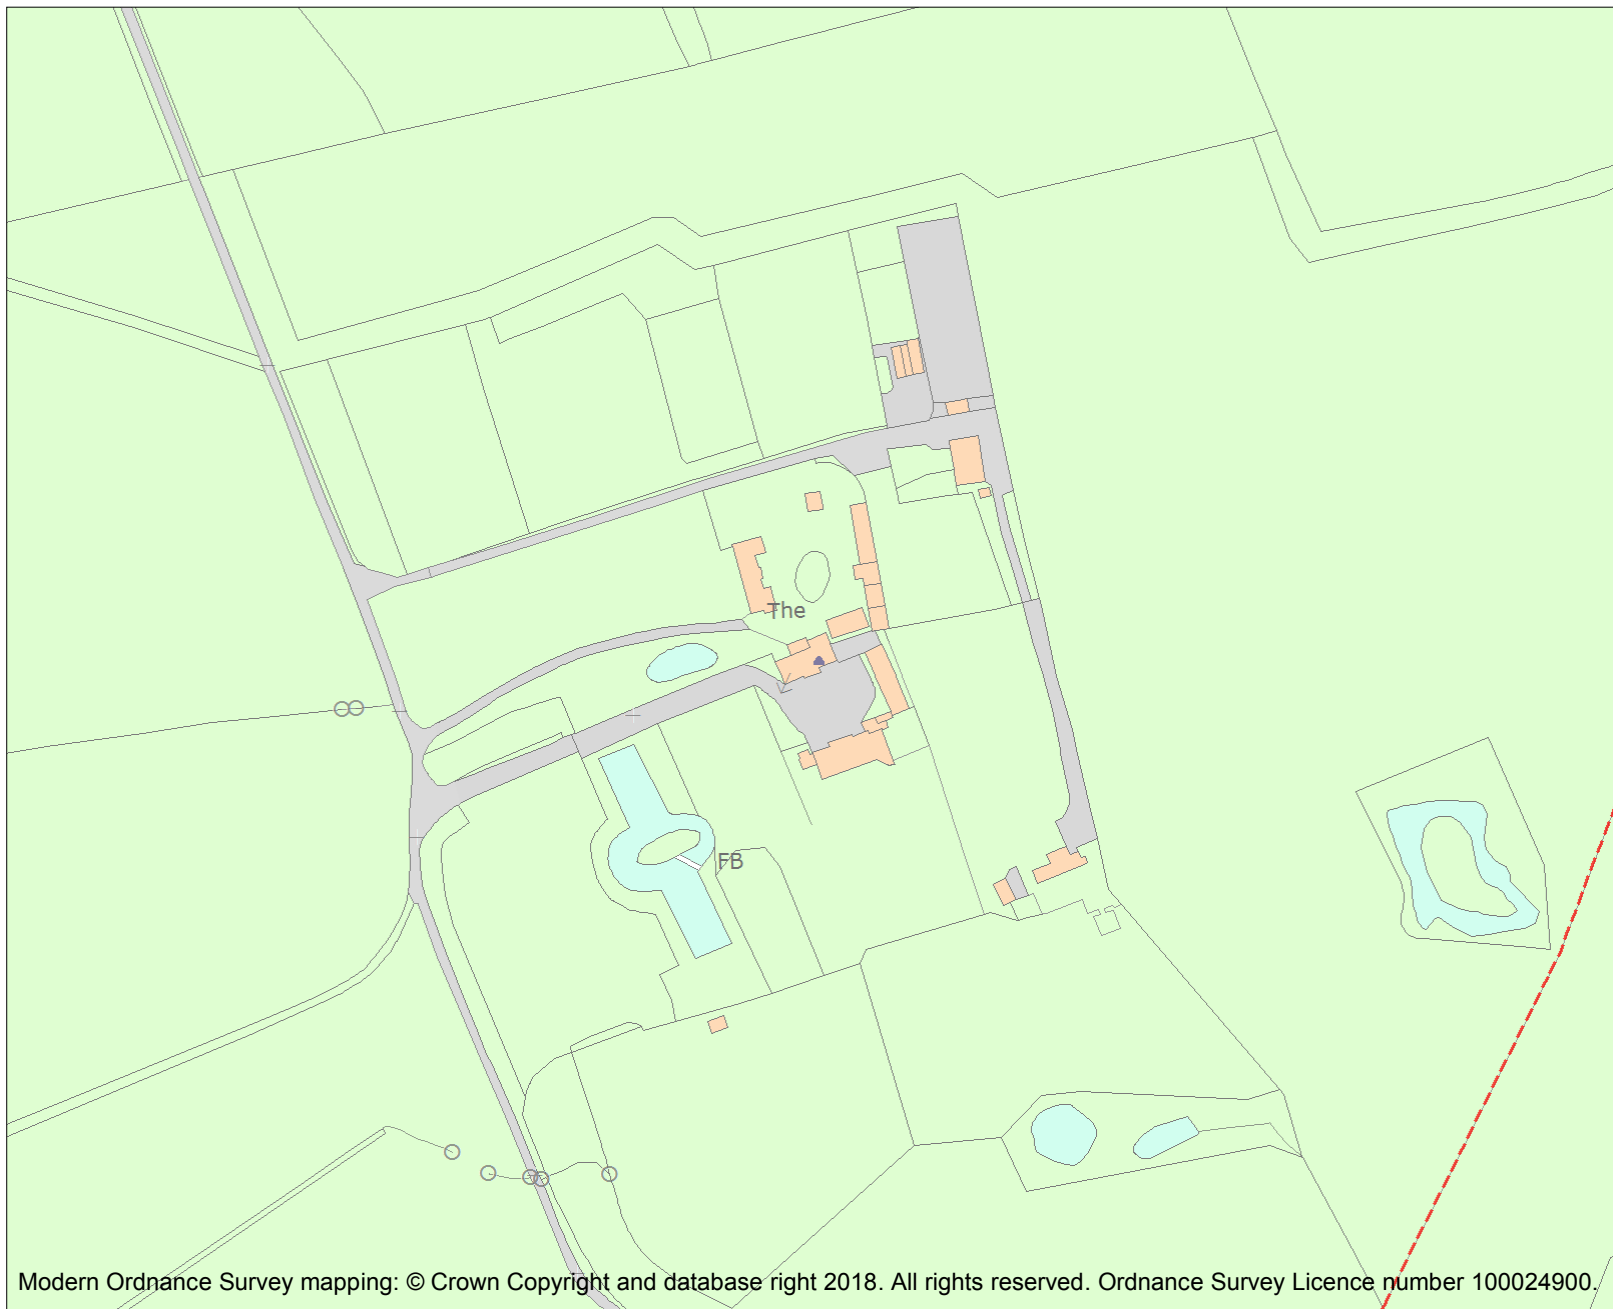 The
FB
Modern Ordnance Survey mapping: © Crown Copyright and database right 2018. All rights reserved. Ordnance Survey Licence number 100024900.